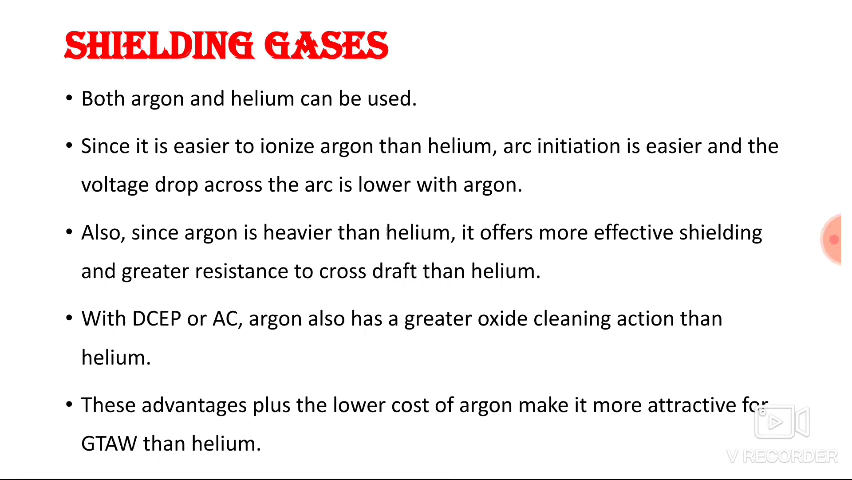 SHIELDING GASES
• Both argon and helium can be used.
• Since it is easier to ionize argon than helium, arc initiation is easier and the
voltage drop across the arc is lower with argon.
• Also, since argon is heavier than helium, it offers more effective shielding
and greater resistance to cross draft than helium.
• With DCEP or AC, argon also has a greater oxide cleaning action than
helium.
• These advantages plus the lower cost of argon make it more attractive for
GTAW than helium.
V RECORDER